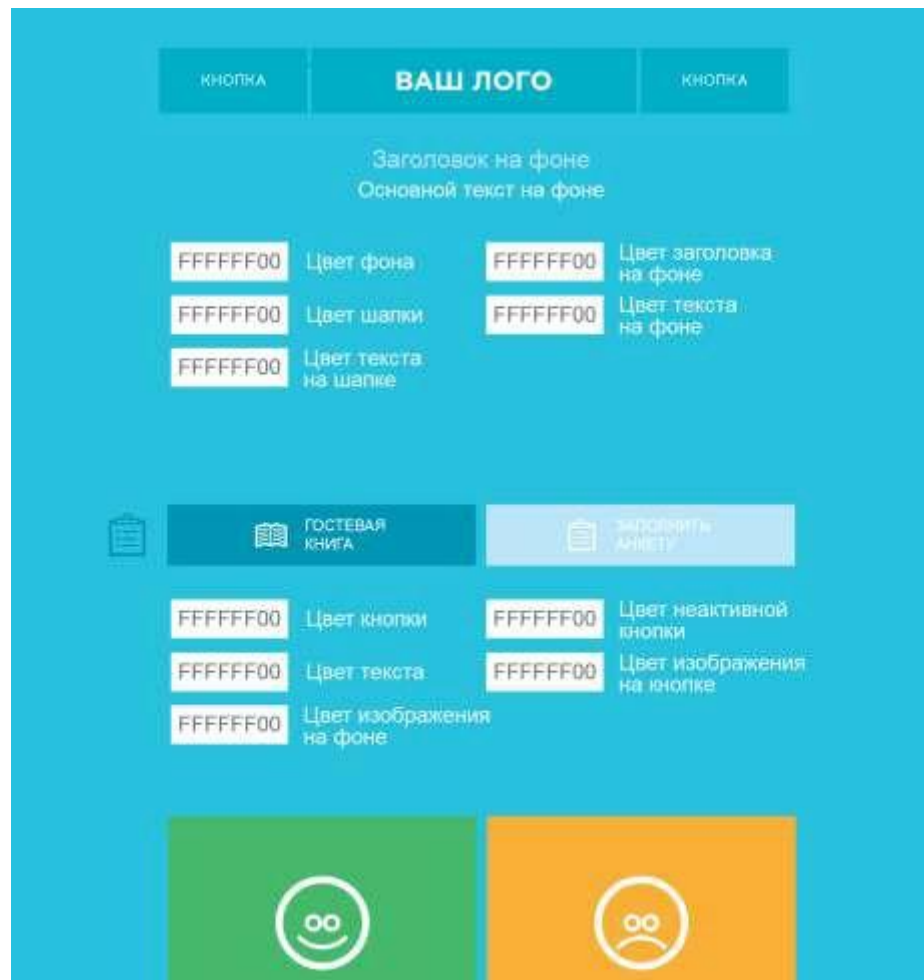 КНОПКА
ВАШ ЛОГО
КНОПКА
Заголовок на фоне
Основной текст на фоне
FFFFFF00 Цвет фона
FFFFFF00 Цвет заголовка
на фоне
FFFFFF00 Цвет шапки
FFFFFF00 Цвет текста
на фоне
FFFFFF00 Цвет текста
на шапке
ГОСТЕВАЯ
КНИГА
ЗАПОЛНИТЬ
АНКЕТУ
FFFFFF00 Цвет кнопки
FFFFFF00 Цвет неактивной
кнопки
FFFFFF00 Цвет текста
FFFFFF00 Цвет изображения
на кнопке
FFFFFF00 Цвет изображения
на фоне